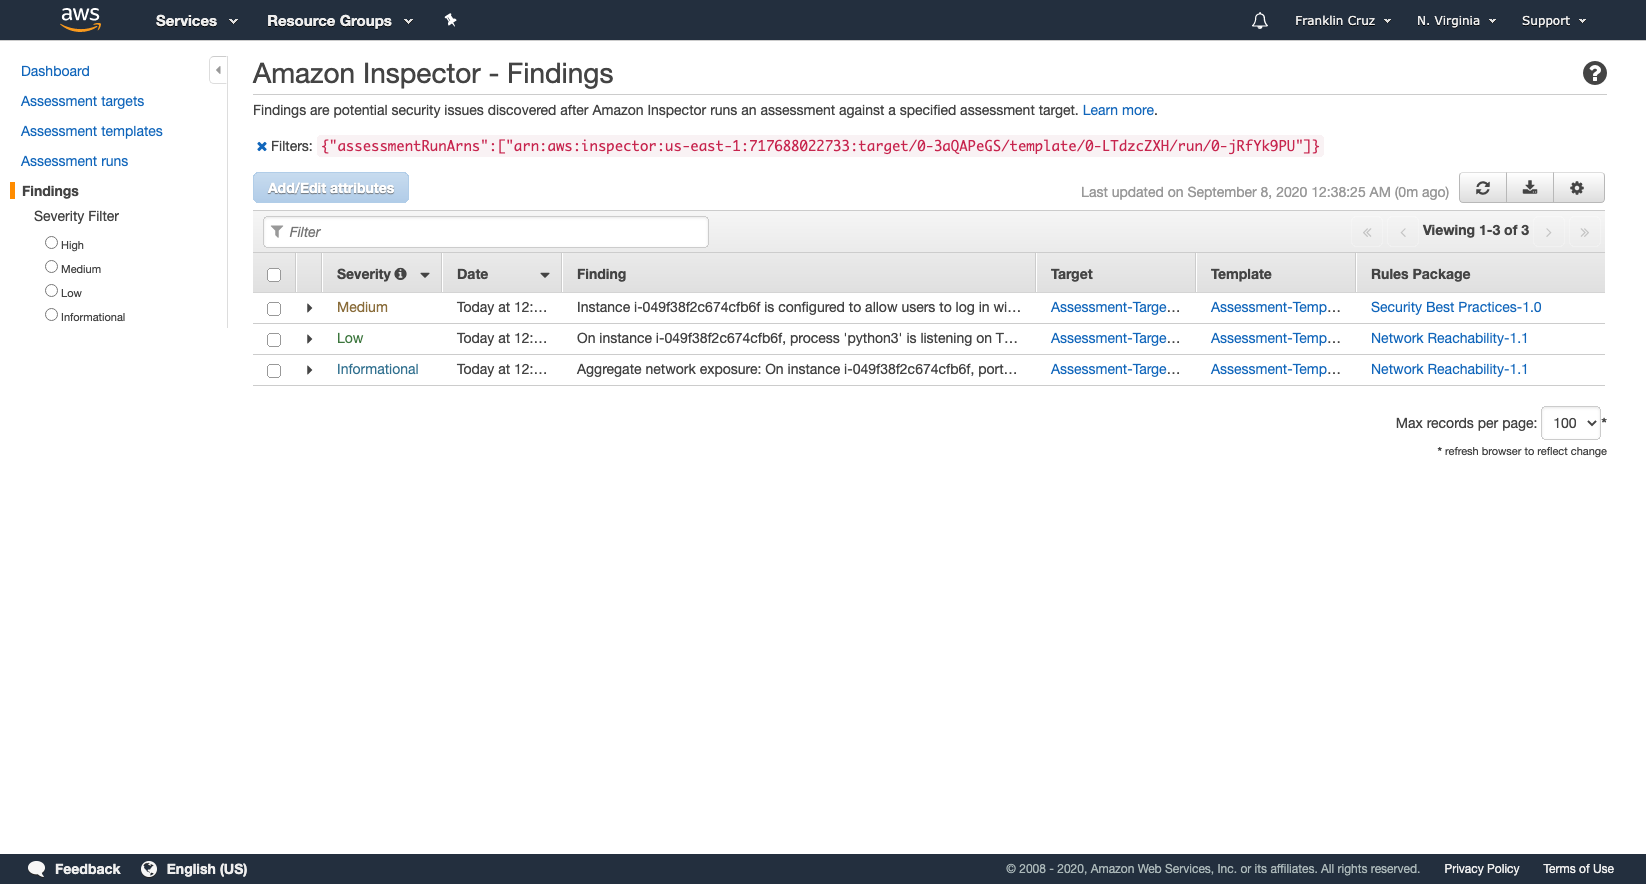 aws Services Resource Groups Franklin Cruz N. Virginia Support
Dashboard
Assessment targets
Assessment templates
Assessment runs
Findings
Severity Filter
High
Medium
Low
Informational
Amazon Inspector - Findings
Findings are potential security issues discovered after Amazon Inspector runs an assessment against a specified assessment target. Learn more.
Filters: {"assessmentRunArns":["arn:aws:inspector:us-east-1:717688022733:target/0-3aQAPeGS/template/0-LTdzcZXH/run/0-jRfYk9PU"]}
Add/Edit attributes Last updated on September 8, 2020 12:38:25 AM (0m ago)
Filter « ‹ Viewing 1-3 of 3 › »
Severity Date Finding Target Template Rules Package
Medium Today at 12:... Instance i-049f38f2c674cfb6f is configured to allow users to log in wi... Assessment-Targe... Assessment-Temp... Security Best Practices-1.0
Low Today at 12:... On instance i-049f38f2c674cfb6f, process 'python3' is listening on T... Assessment-Targe... Assessment-Temp... Network Reachability-1.1
Informational Today at 12:... Aggregate network exposure: On instance i-049f38f2c674cfb6f, port... Assessment-Targe... Assessment-Temp... Network Reachability-1.1
Max records per page: 100 *
* refresh browser to reflect change
Feedback English (US) © 2008 - 2020, Amazon Web Services, Inc. or its affiliates. All rights reserved. Privacy Policy Terms of Use